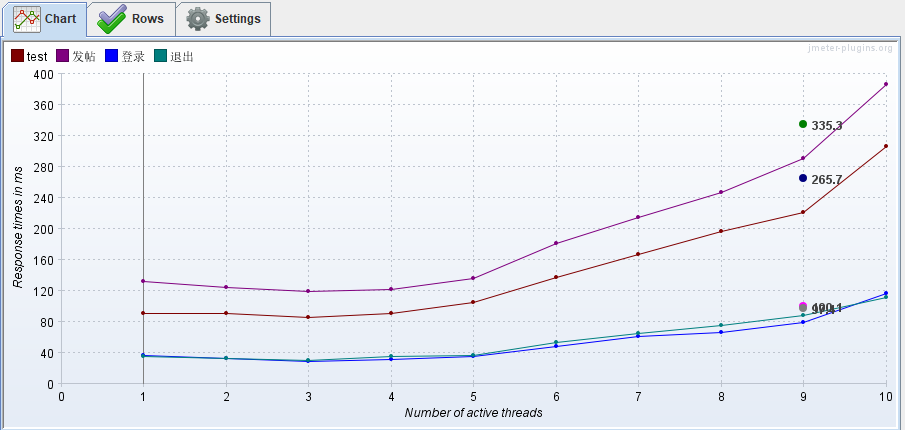 Chart Rows Settings
jmeter-plugins.org
test 发帖 登录 退出
400
360
320
280
240
200
160
120
80
40
0
Response times in ms
335.3
265.7
0 1 2 3 4 5 6 7 8 9 10
Number of active threads